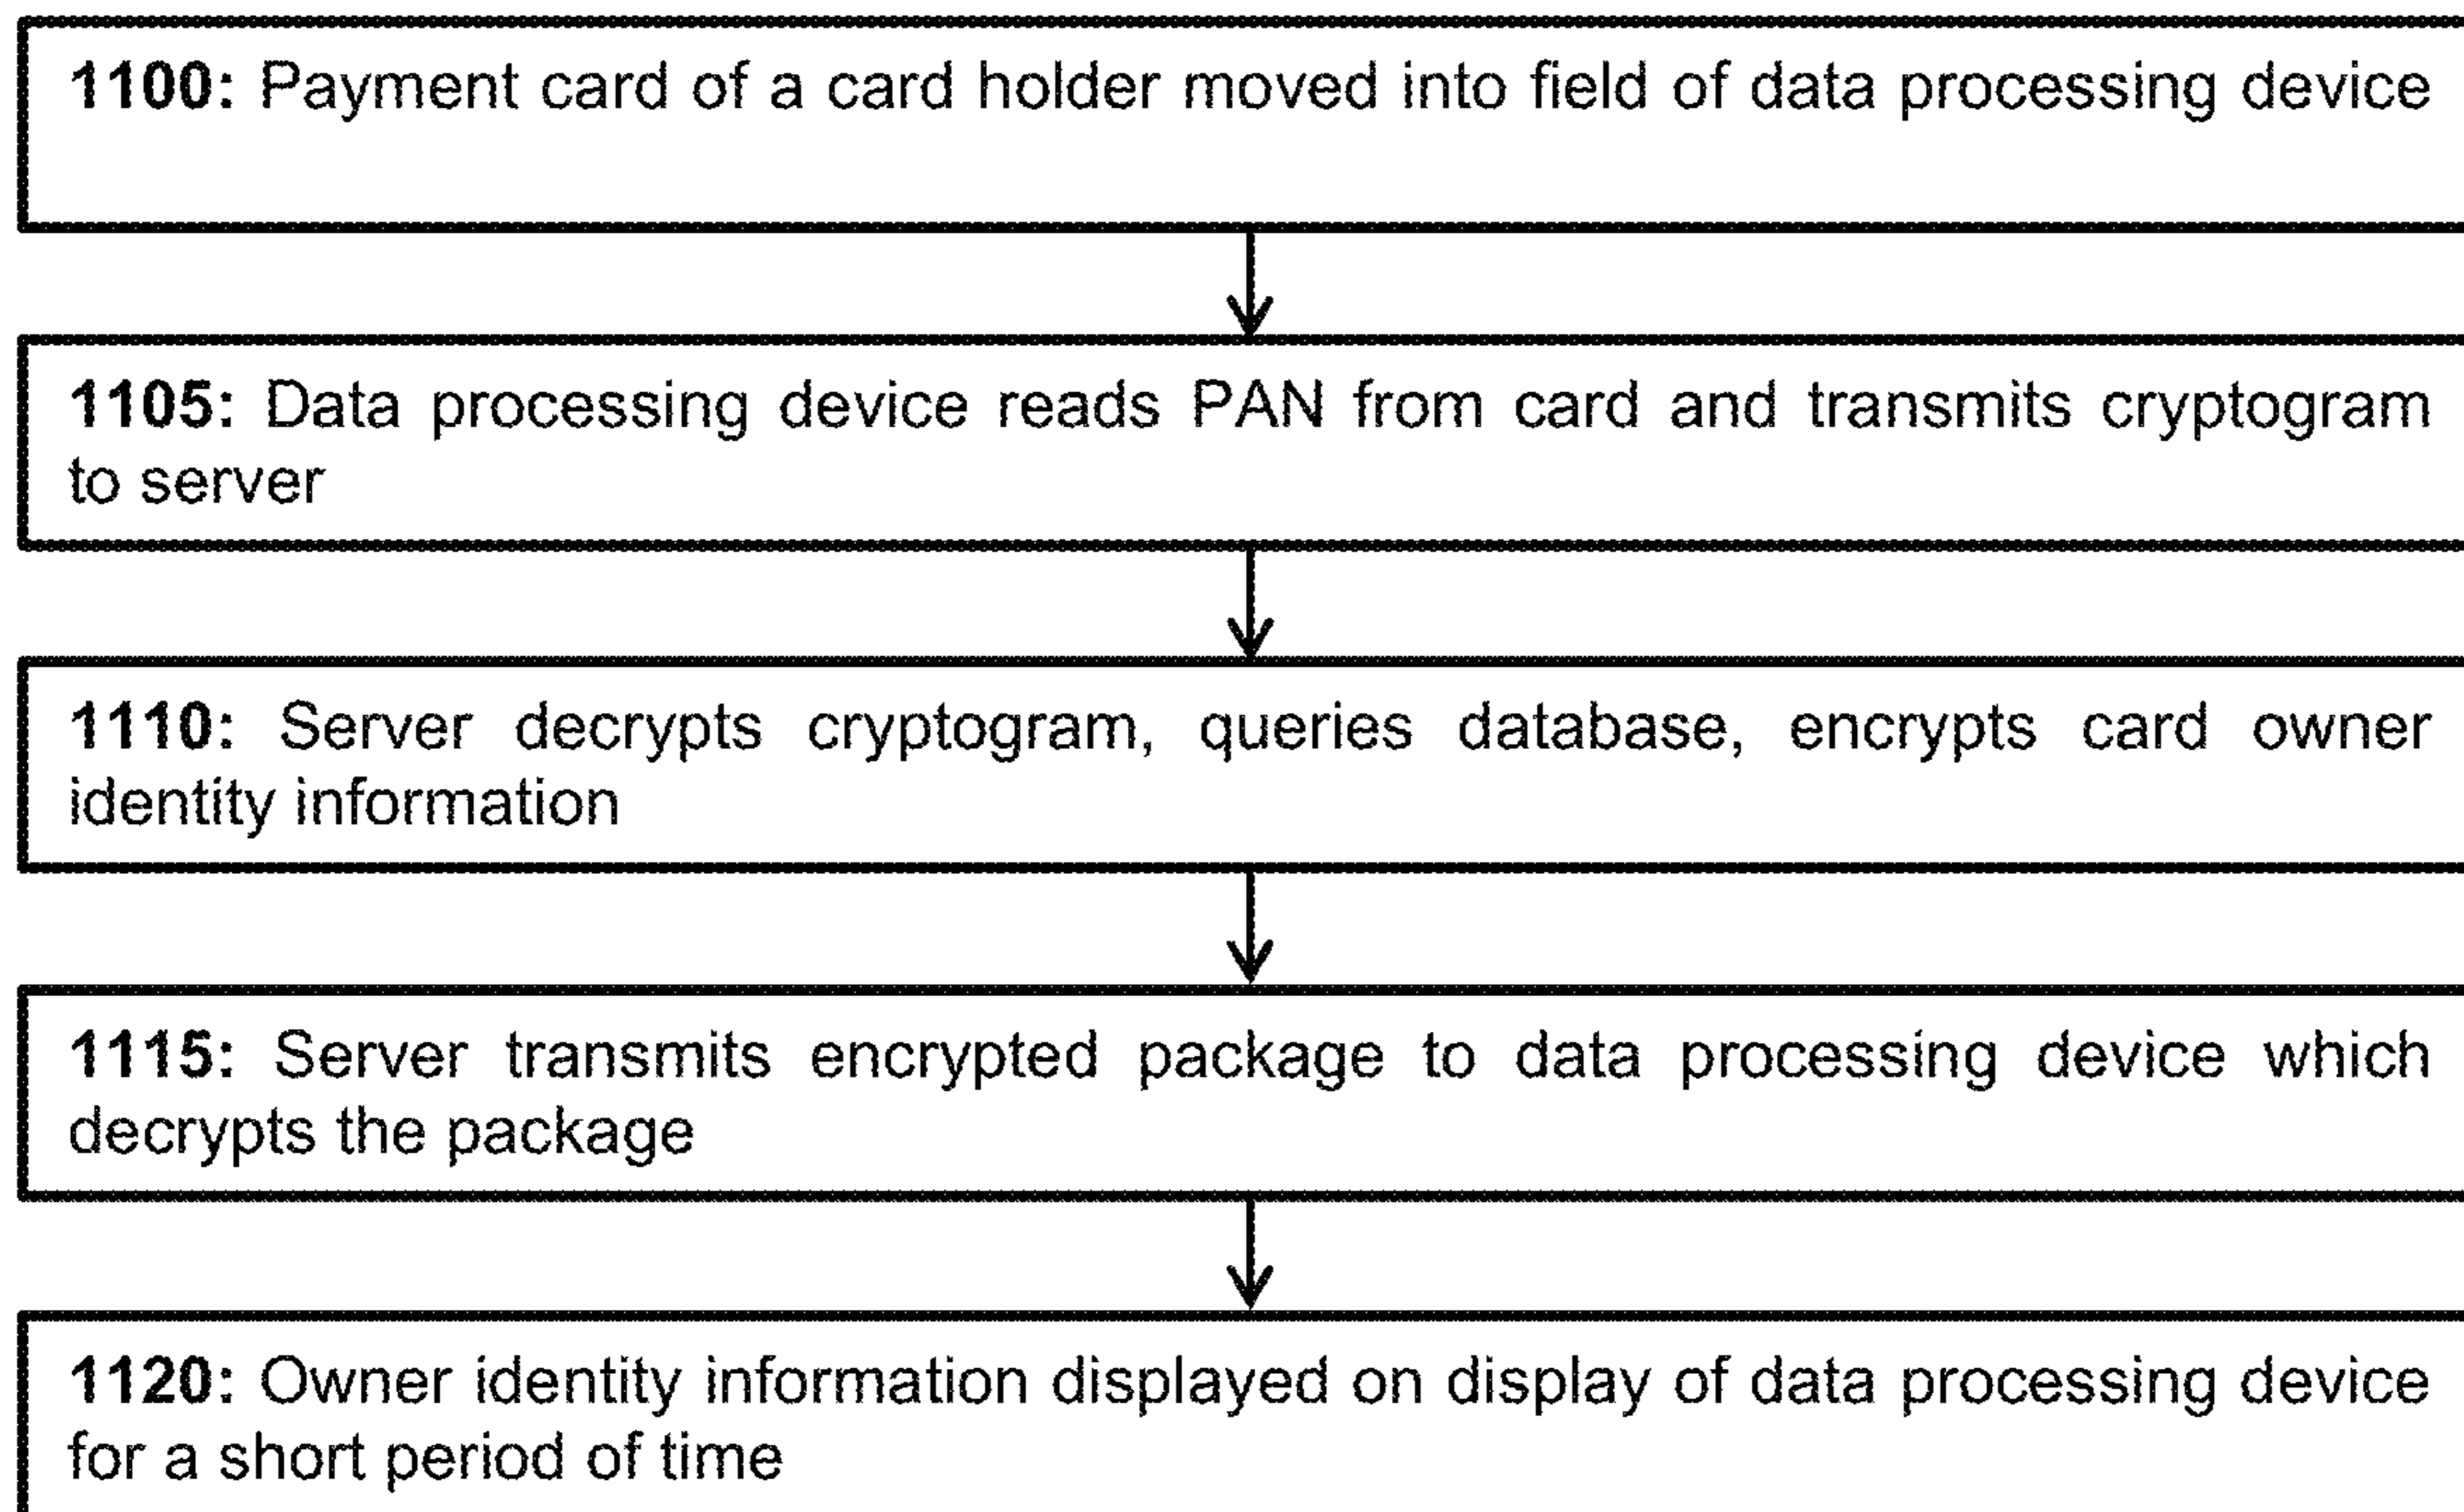 1100: Payment card of a card holder moved into field of data processing device
1105: Data processing device reads PAN from card and transmits cryptogram
to server
1110: Server decrypts cryptogram, queries database, encrypts card owner
identity information
1115: Server transmits encrypted package to data processing device which
decrypts the package
1120: Owner identity information displayed on display of data processing device
for a short period of time